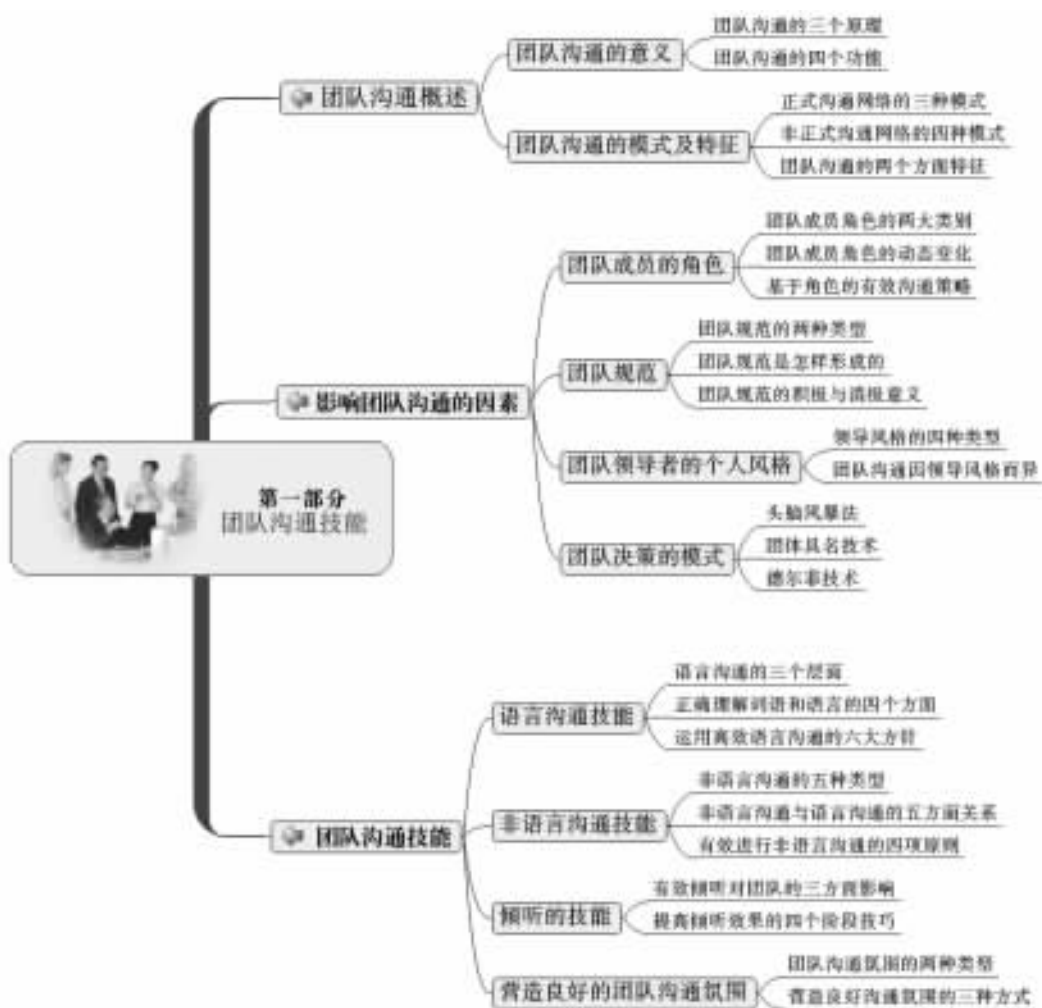 第一部分
团队沟通技能
团队沟通概述
团队沟通的意义
团队沟通的三个原理
团队沟通的四个功能
团队沟通的模式及特征
正式沟通网络的三种模式
非正式沟通网络的四种模式
团队沟通的两个方面特征
影响团队沟通的因素
团队成员的角色
团队成员角色的两大类别
团队成员角色的动态变化
基于角色的有效沟通策略
团队规范
团队规范的两种类型
团队规范是怎样形成的
团队规范的积极与消极意义
团队领导者的个人风格
领导风格的四种类型
团队沟通因领导风格而异
团队决策的模式
头脑风暴法
团体具名技术
德尔菲技术
团队沟通技能
语言沟通技能
语言沟通的三个层面
正确理解词语和语言的四个方面
运用高效语言沟通的六大方针
非语言沟通技能
非语言沟通的五种类型
非语言沟通与语言沟通的五方面关系
有效进行非语言沟通的四项原则
倾听的技能
有效倾听对团队的三方面影响
提高倾听效果的四个阶段技巧
营造良好的团队沟通氛围
团队沟通氛围的两种类型
营造良好沟通氛围的三种方式